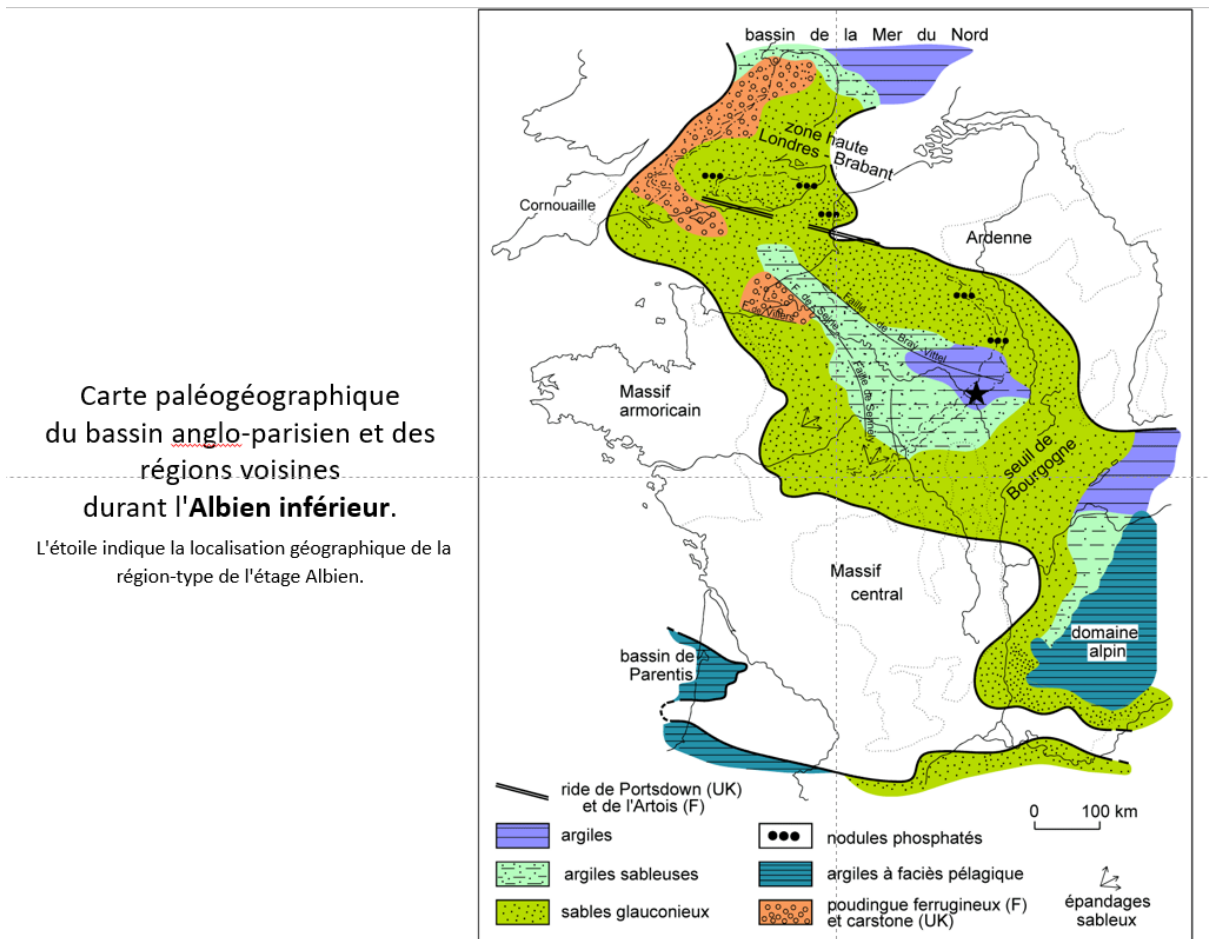 Carte paléogéographique
du bassin anglo-parisien et des
régions voisines
durant l'Albien inférieur.
L'étoile indique la localisation géographique de la
région-type de l'étage Albien.
bassin de la Mer du Nord
zone haute
Londres - Brabant
Cornouaille
Ardenne
F. de Villers
F. de Seine
Faille de Bray-Vittel
Faille de Sennely
Massif
armoricain
seuil de
Bourgogne
Massif
central
domaine
alpin
bassin de
Parentis
ride de Portsdown (UK)
et de l'Artois (F)
0 100 km
argiles
nodules phosphatés
argiles sableuses
argiles à faciès pélagique
sables glauconieux
poudingue ferrugineux (F)
et carstone (UK)
épandages
sableux